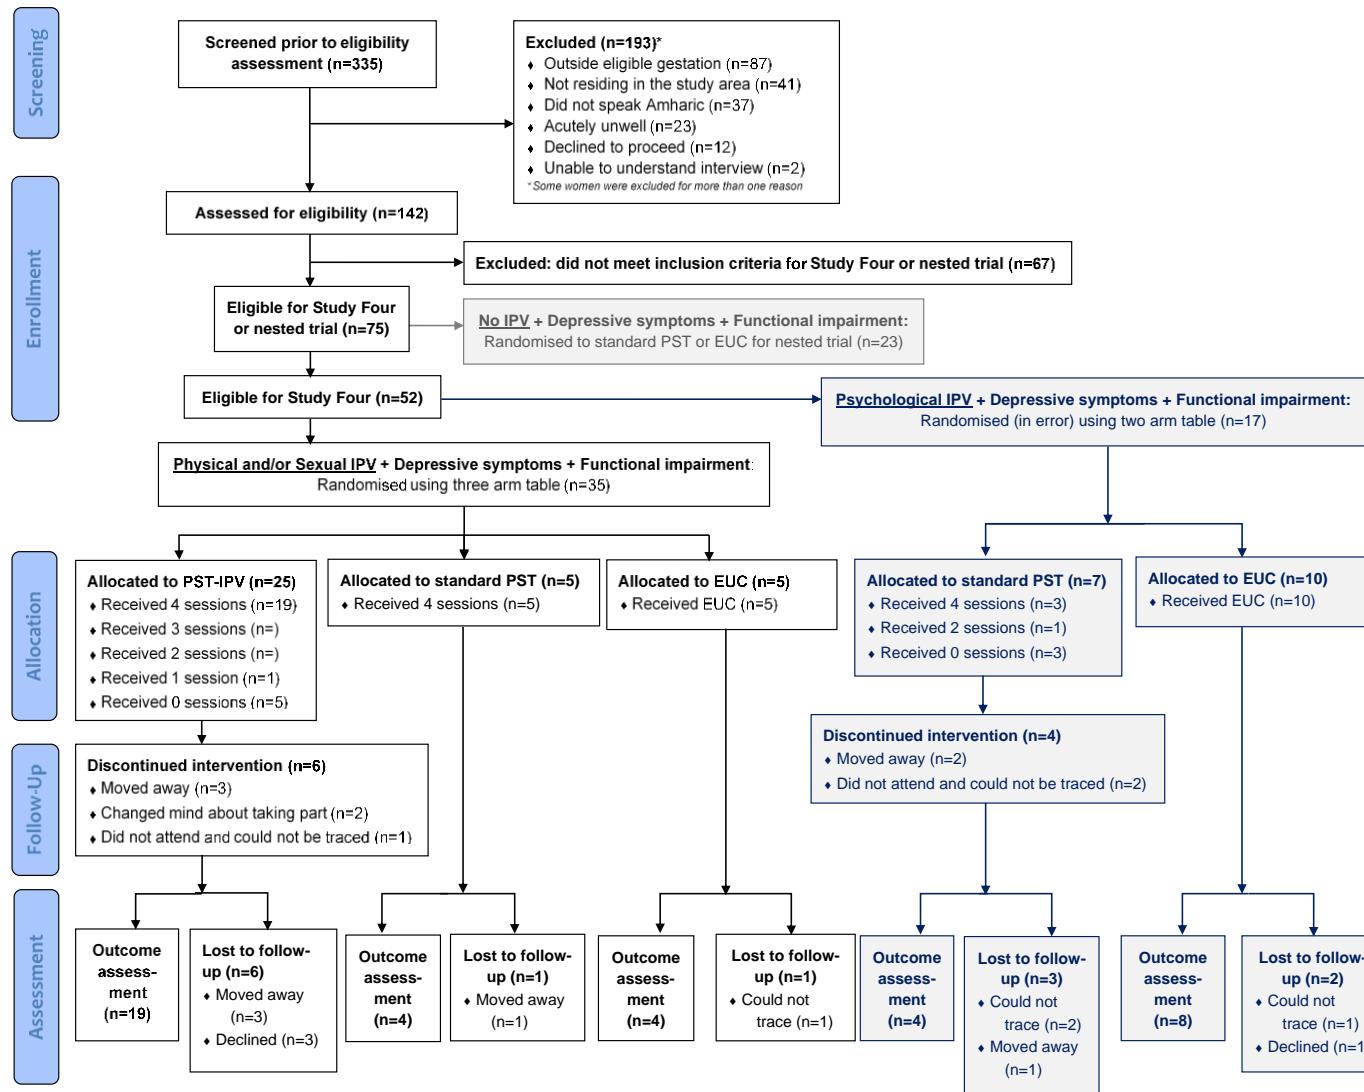 Screening
Screened prior to eligibility
assessment (n=335)
Excluded (n=193)*
♦ Outside eligible gestation (n=87)
♦ Not residing in the study area (n=41)
♦ Did not speak Amharic (n=37)
♦ Acutely unwell (n=23)
♦ Declined to proceed (n=12)
♦ Unable to understand interview (n=2)
*Some women were excluded for more than one reason
Enrollment
Assessed for eligibility (n=142)
Excluded: did not meet inclusion criteria for Study Four or nested trial (n=67)
Eligible for Study Four
or nested trial (n=75)
No IPV + Depressive symptoms + Functional impairment:
Randomised to standard PST or EUC for nested trial (n=23)
Eligible for Study Four (n=52)
Psychological IPV + Depressive symptoms + Functional impairment:
Randomised (in error) using two arm table (n=17)
Physical and/or Sexual IPV + Depressive symptoms + Functional impairment:
Randomised using three arm table (n=35)
Allocation
Allocated to PST-IPV (n=25)
♦ Received 4 sessions (n=19)
♦ Received 3 sessions (n=)
♦ Received 2 sessions (n=)
♦ Received 1 session (n=1)
♦ Received 0 sessions (n=5)
Allocated to standard PST (n=5)
♦ Received 4 sessions (n=5)
Allocated to EUC (n=5)
♦ Received EUC (n=5)
Allocated to standard PST (n=7)
♦ Received 4 sessions (n=3)
♦ Received 2 sessions (n=1)
♦ Received 0 sessions (n=3)
Allocated to EUC (n=10)
♦ Received EUC (n=10)
Follow-Up
Discontinued intervention (n=6)
♦ Moved away (n=3)
♦ Changed mind about taking part (n=2)
♦ Did not attend and could not be traced (n=1)
Discontinued intervention (n=4)
♦ Moved away (n=2)
♦ Did not attend and could not be traced (n=2)
Assessment
Outcome
assess-
ment
(n=19)
Lost to follow-
up (n=6)
♦ Moved away
(n=3)
♦ Declined (n=3)
Outcome
assess-
ment
(n=4)
Lost to follow-
up (n=1)
♦ Moved away
(n=1)
Outcome
assess-
ment
(n=4)
Lost to follow-
up (n=1)
♦ Could not
trace (n=1)
Outcome
assess-
ment
(n=4)
Lost to follow-
up (n=3)
♦ Could not
trace (n=2)
♦ Moved away
(n=1)
Outcome
assess-
ment
(n=8)
Lost to follow-
up (n=2)
♦ Could not
trace (n=1)
♦ Declined (n=1